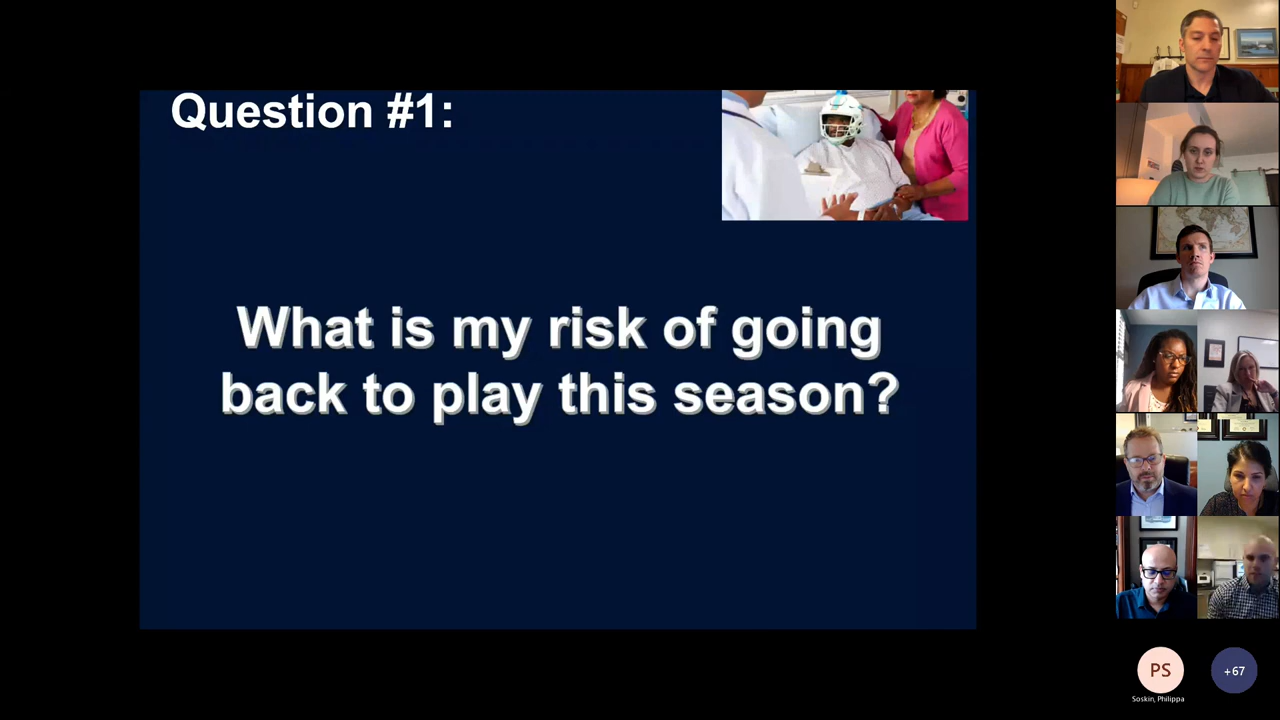 Question #1:
What is my risk of going
back to play this season?
PS
+67
Soskin, Philippa